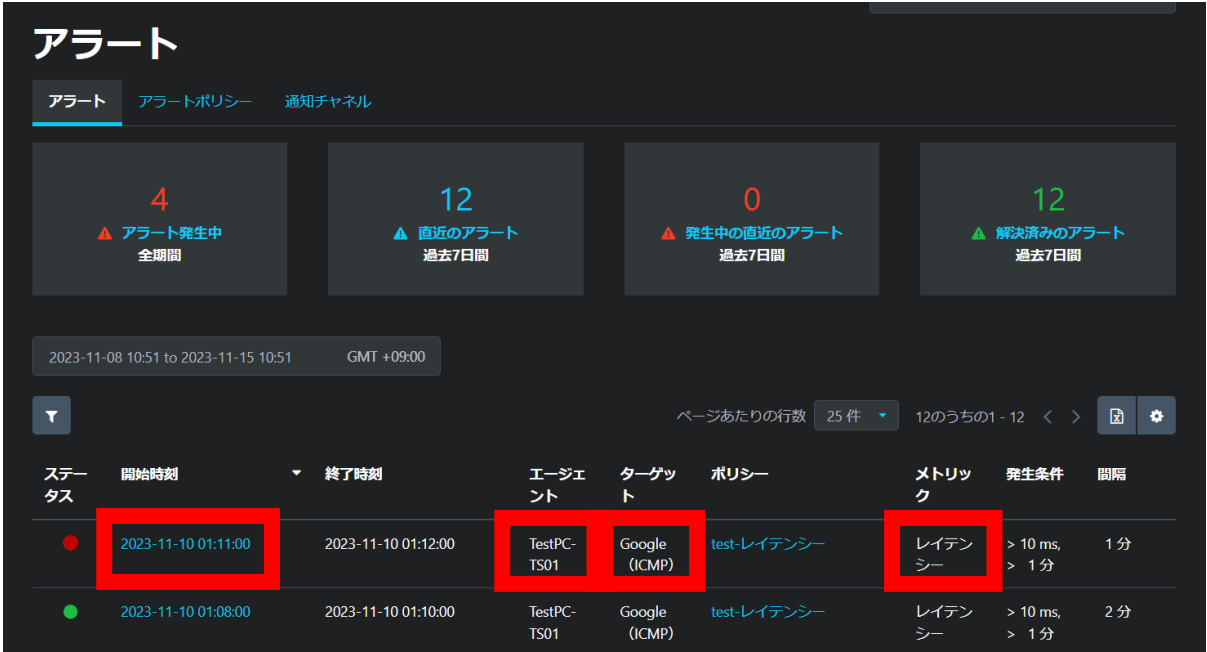 アラート
アラート アラートポリシー 通知チャネル
4 12 0 12
アラート発生中 直近のアラート 発生中の直近のアラート 解決済みのアラート
全期間 過去7日間 過去7日間 過去7日間
2023-11-08 10:51 to 2023-11-15 10:51 GMT +09:00
ページあたりの行数 25 件 12のうちの1 - 12
ステー 開始時刻 終了時刻 エージェ ターゲッ ポリシー メトリッ 発生条件 間隔
タス ント ト ク
2023-11-10 01:11:00 2023-11-10 01:12:00 TestPC- Google test-レイテンシー レイテン > 10 ms, 1 分
TS01 （ICMP） シー > 1 分
2023-11-10 01:08:00 2023-11-10 01:10:00 TestPC- Google test-レイテンシー レイテン > 10 ms, 2 分
TS01 （ICMP） シー > 1 分